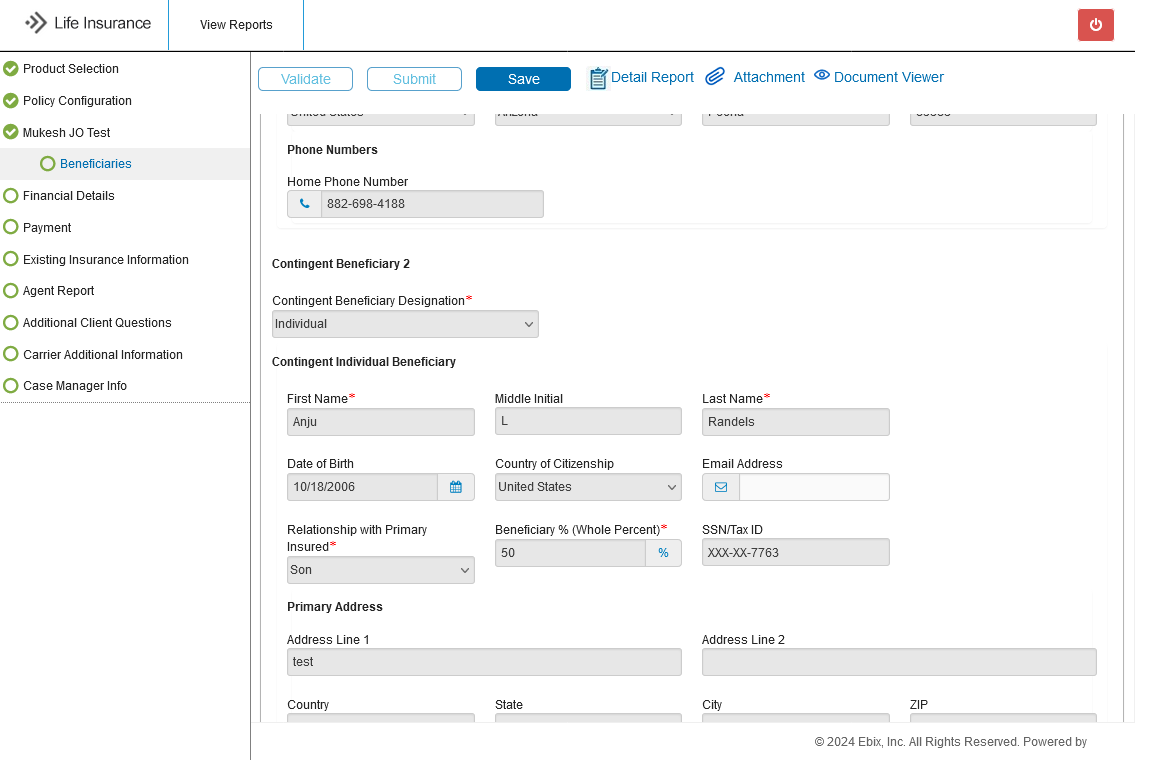 Life Insurance
View Reports
Product Selection
Policy Configuration
Mukesh JO Test
Beneficiaries
Financial Details
Payment
Existing Insurance Information
Agent Report
Additional Client Questions
Carrier Additional Information
Case Manager Info
Validate Submit Save Detail Report Attachment Document Viewer
Phone Numbers
Home Phone Number
882-698-4188
Contingent Beneficiary 2
Contingent Beneficiary Designation*
Individual
Contingent Individual Beneficiary
First Name* Middle Initial Last Name*
Anju L Randels
Date of Birth Country of Citizenship Email Address
10/18/2006 United States
Relationship with Primary Insured* Beneficiary % (Whole Percent)* SSN/Tax ID
Son 50 % XXX-XX-7763
Primary Address
Address Line 1 Address Line 2
test
Country State City ZIP
© 2024 Ebix, Inc. All Rights Reserved. Powered by